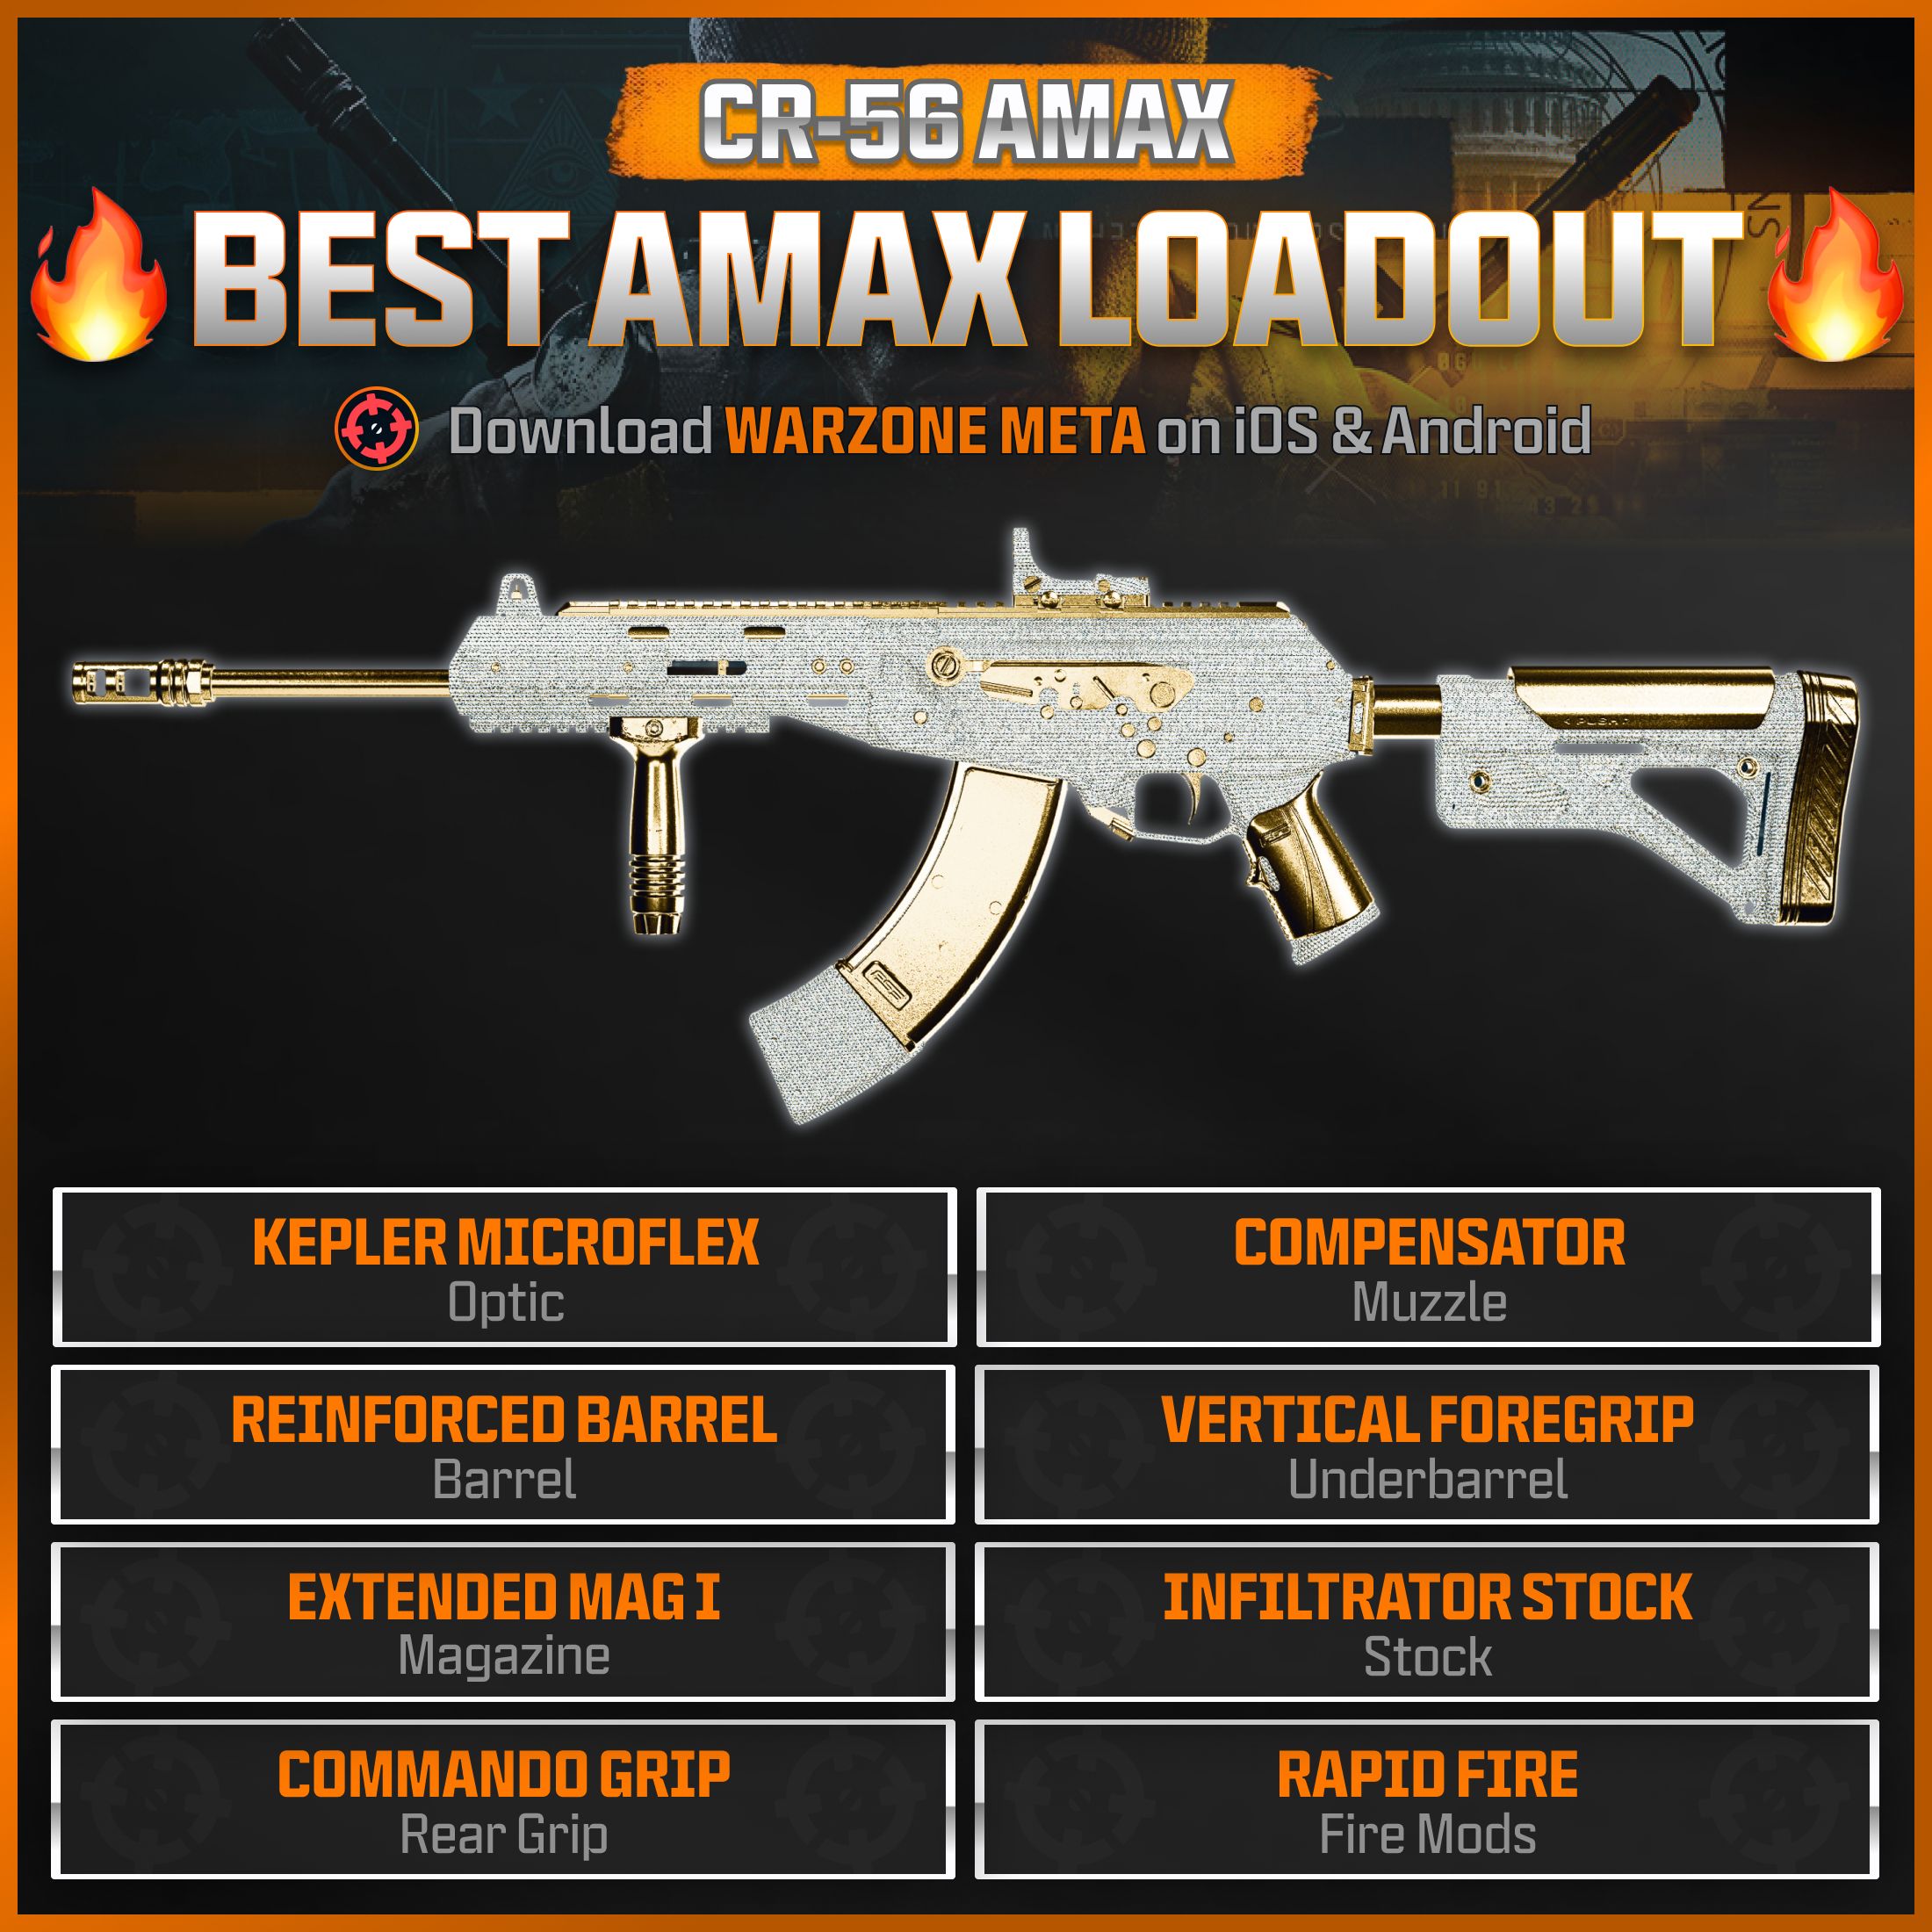 CR-56 AMAX
BEST AMAX LOADOUT
Download WARZONE META on iOS & Android
KEPLER MICROFLEX
Optic
COMPENSATOR
Muzzle
REINFORCED BARREL
Barrel
VERTICAL FOREGRIP
Underbarrel
EXTENDED MAG I
Magazine
INFILTRATOR STOCK
Stock
COMMANDO GRIP
Rear Grip
RAPID FIRE
Fire Mods